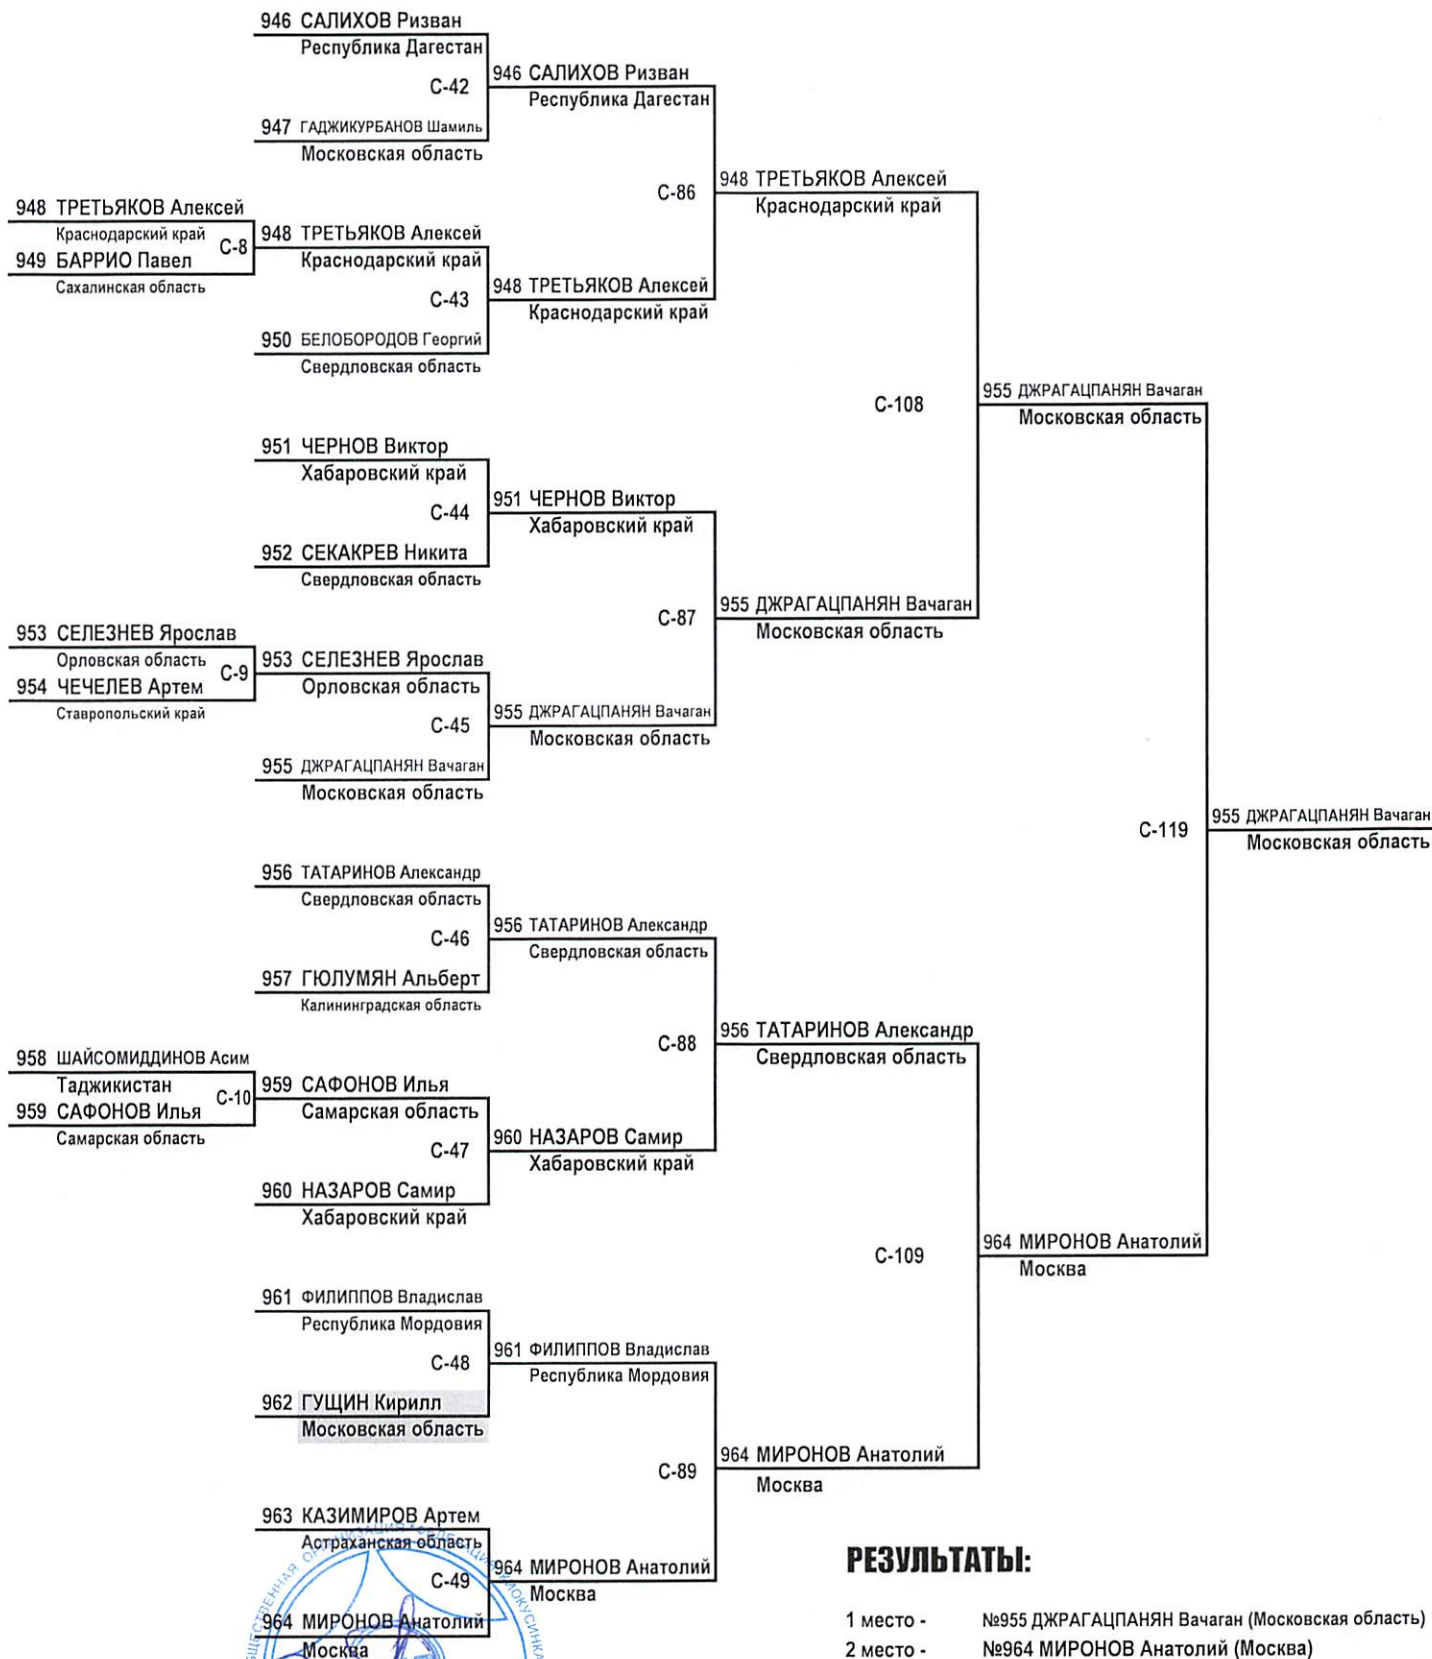 946 САЛИХОВ Ризван
Республика Дагестан
С-42
946 САЛИХОВ Ризван
Республика Дагестан
947 ГАДЖИКУРБАНОВ Шамиль
Московская область
С-86
948 ТРЕТЬЯКОВ Алексей
Краснодарский край
948 ТРЕТЬЯКОВ Алексей
Краснодарский край
С-8
949 БАРРИО Павел
Сахалинская область
948 ТРЕТЬЯКОВ Алексей
Краснодарский край
С-43
948 ТРЕТЬЯКОВ Алексей
Краснодарский край
950 БЕЛОБОРОДОВ Георгий
Свердловская область
С-108
955 ДЖРАГАЦПАНЯН Вачаган
Московская область
951 ЧЕРНОВ Виктор
Хабаровский край
С-44
951 ЧЕРНОВ Виктор
Хабаровский край
952 СЕКАКРЕВ Никита
Свердловская область
С-87
955 ДЖРАГАЦПАНЯН Вачаган
Московская область
953 СЕЛЕЗНЕВ Ярослав
Орловская область
С-9
954 ЧЕЧЕЛЕВ Артем
Ставропольский край
953 СЕЛЕЗНЕВ Ярослав
Орловская область
С-45
955 ДЖРАГАЦПАНЯН Вачаган
Московская область
955 ДЖРАГАЦПАНЯН Вачаган
Московская область
С-119
955 ДЖРАГАЦПАНЯН Вачаган
Московская область
956 ТАТАРИНОВ Александр
Свердловская область
С-46
956 ТАТАРИНОВ Александр
Свердловская область
957 ГЮЛУМЯН Альберт
Калининградская область
С-88
956 ТАТАРИНОВ Александр
Свердловская область
958 ШАЙСОМИДДИНОВ Асим
Таджикистан
С-10
959 САФОНОВ Илья
Самарская область
959 САФОНОВ Илья
Самарская область
С-47
960 НАЗАРОВ Самир
Хабаровский край
960 НАЗАРОВ Самир
Хабаровский край
С-109
964 МИРОНОВ Анатолий
Москва
961 ФИЛИППОВ Владислав
Республика Мордовия
С-48
961 ФИЛИППОВ Владислав
Республика Мордовия
962 ГУЩИН Кирилл
Московская область
С-89
964 МИРОНОВ Анатолий
Москва
963 КАЗИМИРОВ Артем
Астраханская область
С-49
964 МИРОНОВ Анатолий
Москва
964 МИРОНОВ Анатолий
Москва
РЕЗУЛЬТАТЫ:
1 место - №955 ДЖРАГАЦПАНЯН Вачаган (Московская область)
2 место - №964 МИРОНОВ Анатолий (Москва)